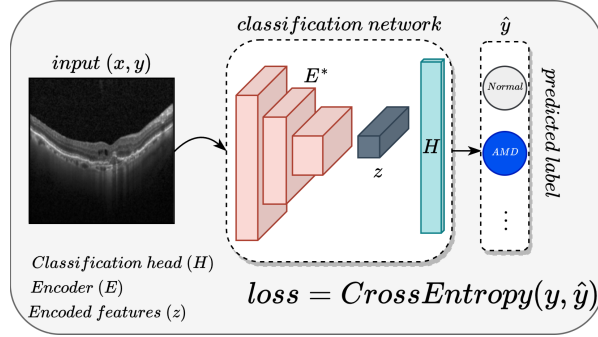 classification network
ŷ
input (x, y)
E*
Normal
AMD
H
z
⋮
predicted label
Classification head (H)
Encoder (E)
Encoded features (z)
loss = CrossEntropy(y, ŷ)